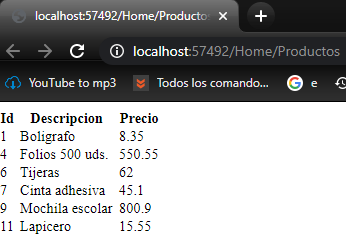 localhost:57492/Home/Productos
localhost:57492/Home/Productos
YouTube to mp3
Todos los comando...
G e
Id Descripcion Precio
1 Boligrafo 8.35
4 Folios 500 uds. 550.55
6 Tijeras 62
7 Cinta adhesiva 45.1
9 Mochila escolar 800.9
11 Lapicero 15.55